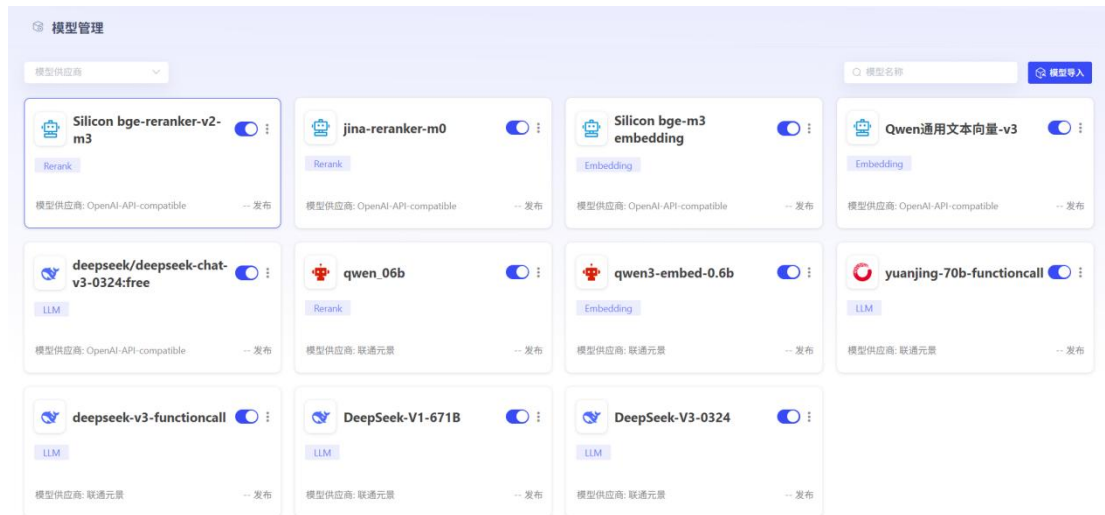 模型管理
模型供应商
模型名称
模型导入
Silicon bge-reranker-v2-
m3
Rerank
模型供应商: OpenAI-API-compatible
-- 发布
jina-reranker-m0
Rerank
模型供应商: OpenAI-API-compatible
-- 发布
Silicon bge-m3
embedding
Embedding
模型供应商: OpenAI-API-compatible
-- 发布
Qwen通用文本向量-v3
Embedding
模型供应商: OpenAI-API-compatible
-- 发布
deepseek/deepseek-chat-
v3-0324:free
LLM
模型供应商: OpenAI-API-compatible
-- 发布
qwen_06b
Rerank
模型供应商: 联通元景
-- 发布
qwen3-embed-0.6b
Embedding
模型供应商: 联通元景
-- 发布
yuanjing-70b-functioncall
LLM
模型供应商: 联通元景
-- 发布
deepseek-v3-functioncall
LLM
模型供应商: 联通元景
-- 发布
DeepSeek-V1-671B
LLM
模型供应商: 联通元景
-- 发布
DeepSeek-V3-0324
LLM
模型供应商: 联通元景
-- 发布